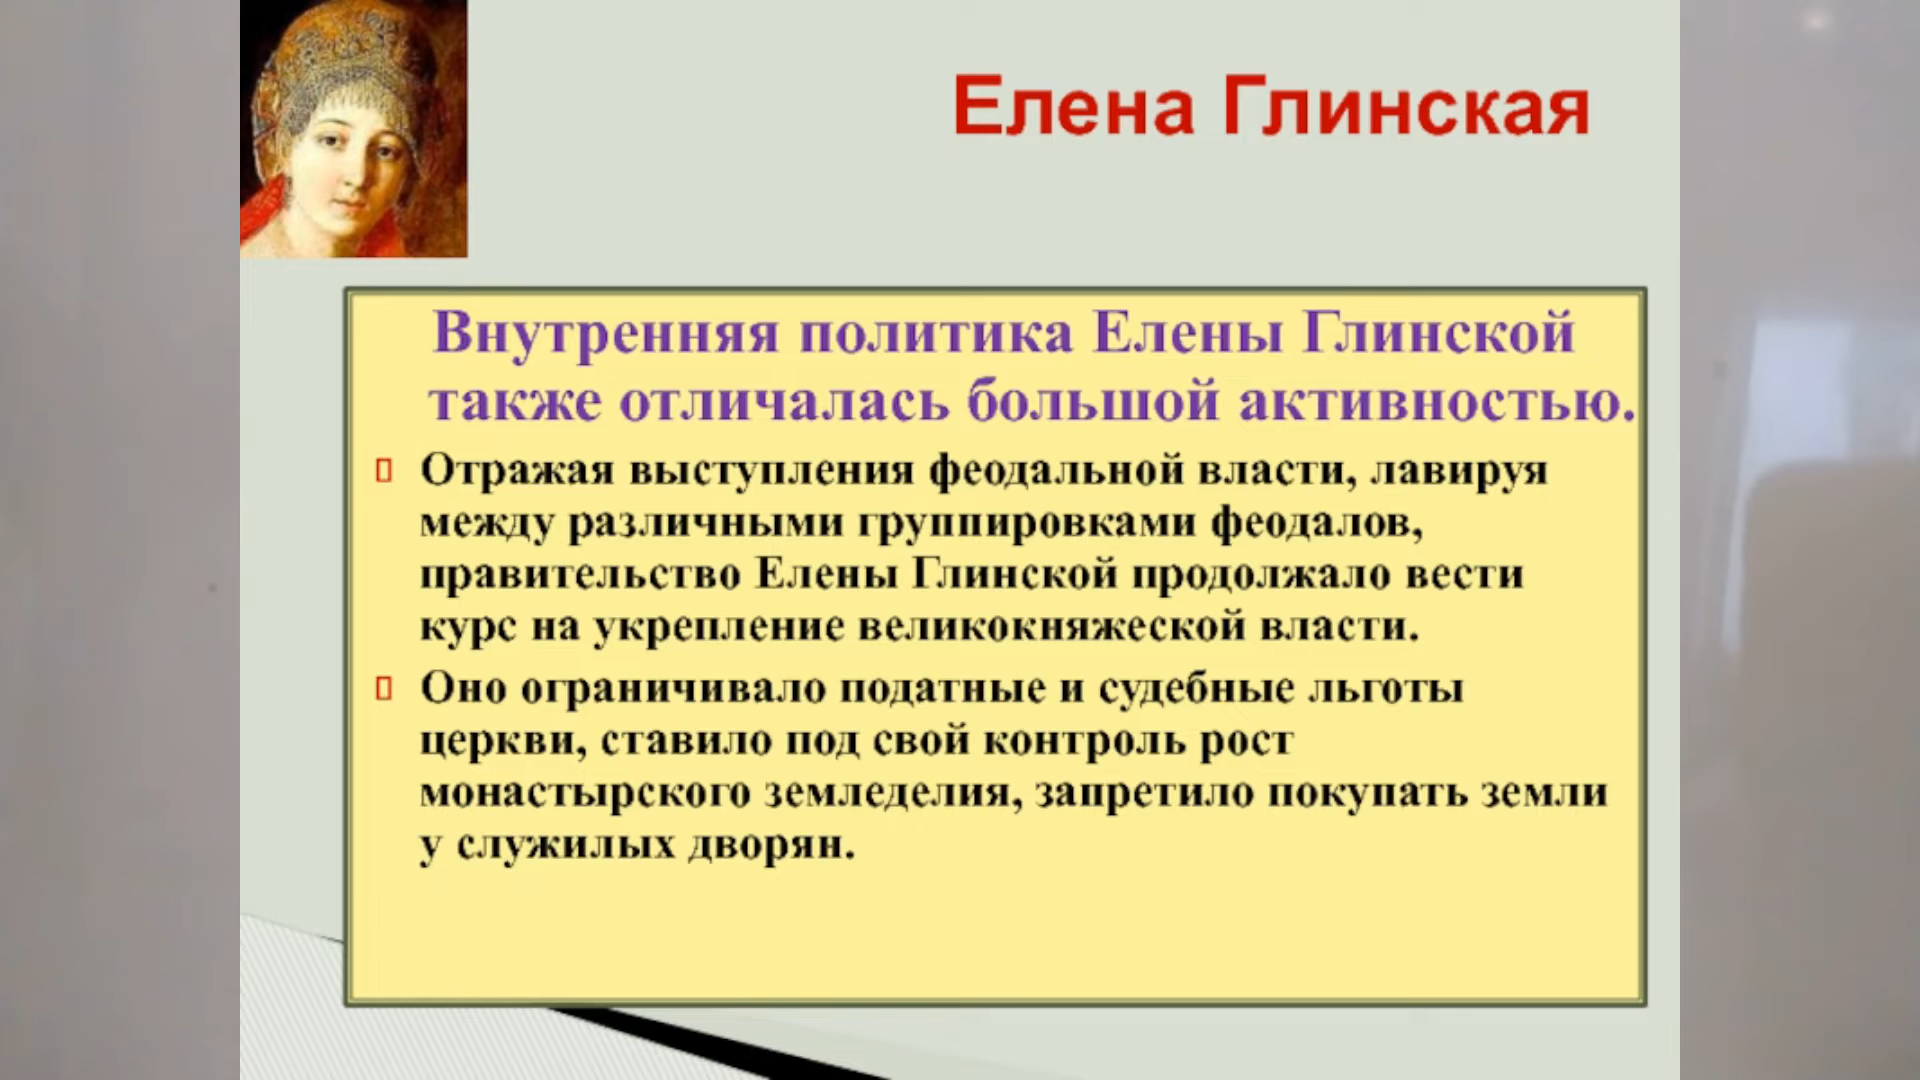 Елена Глинская
Внутренняя политика Елены Глинской
также отличалась большой активностью.
Отражая выступления феодальной власти, лавируя
между различными группировками феодалов,
правительство Елены Глинской продолжало вести
курс на укрепление великокняжеской власти.
Оно ограничивало податные и судебные льготы
церкви, ставило под свой контроль рост
монастырского земледелия, запретило покупать земли
у служилых дворян.